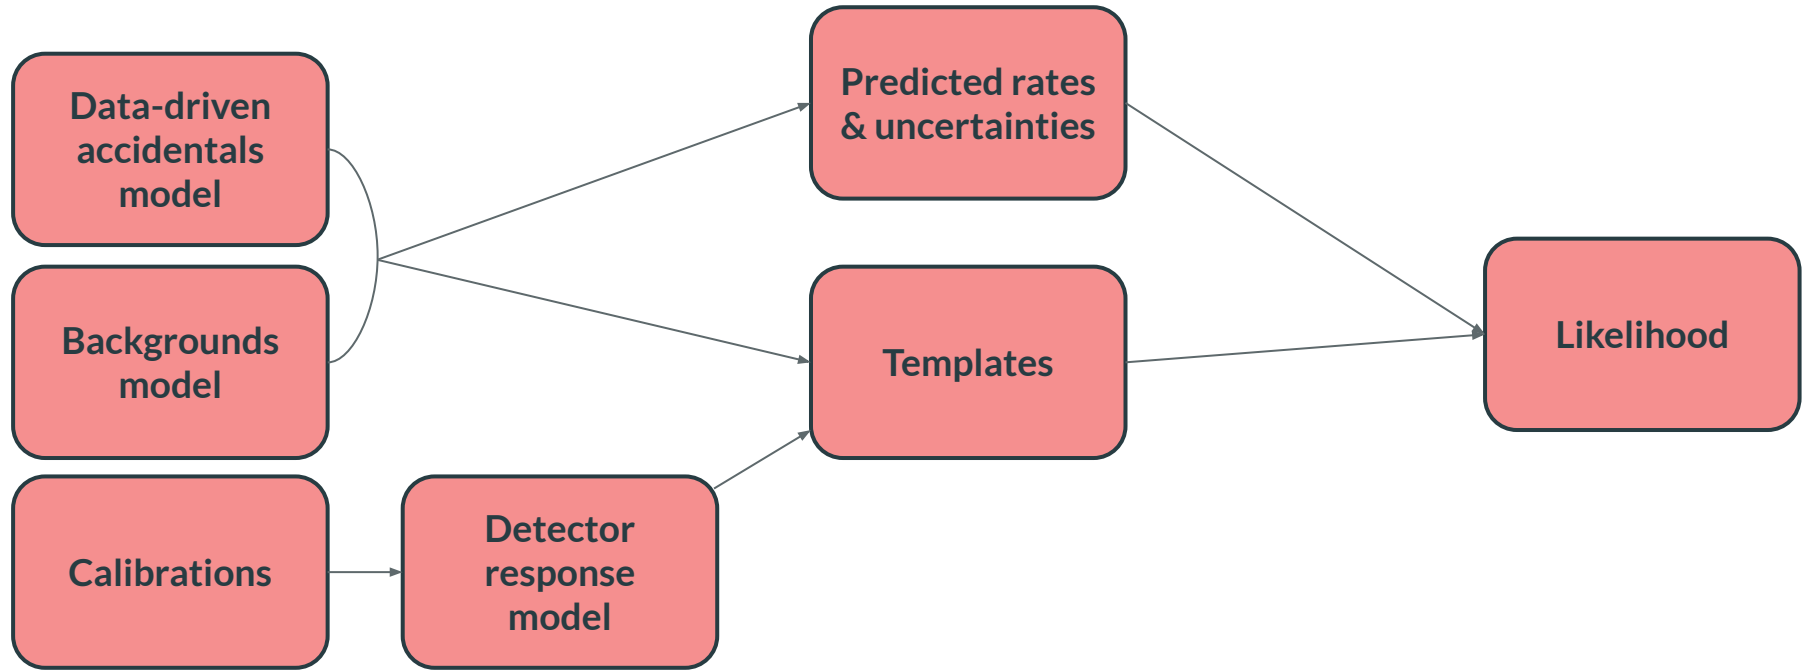 Data-driven
accidentals
model
Backgrounds
model
Calibrations
Detector
response
model
Predicted rates
& uncertainties
Templates
Likelihood